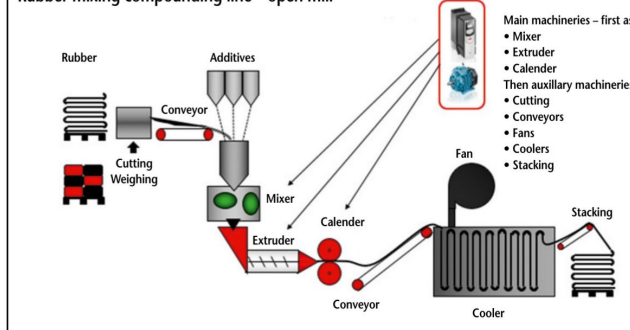 Rubber mixing compounding line - open mill
Main machineries – first as
• Mixer
• Extruder
• Calender
Then auxillary machinerie
• Cutting
• Conveyors
• Fans
• Coolers
• Stacking
Rubber
Additives
Conveyor
Cutting
Weighing
Mixer
Extruder
Calender
Conveyor
Fan
Cooler
Stacking